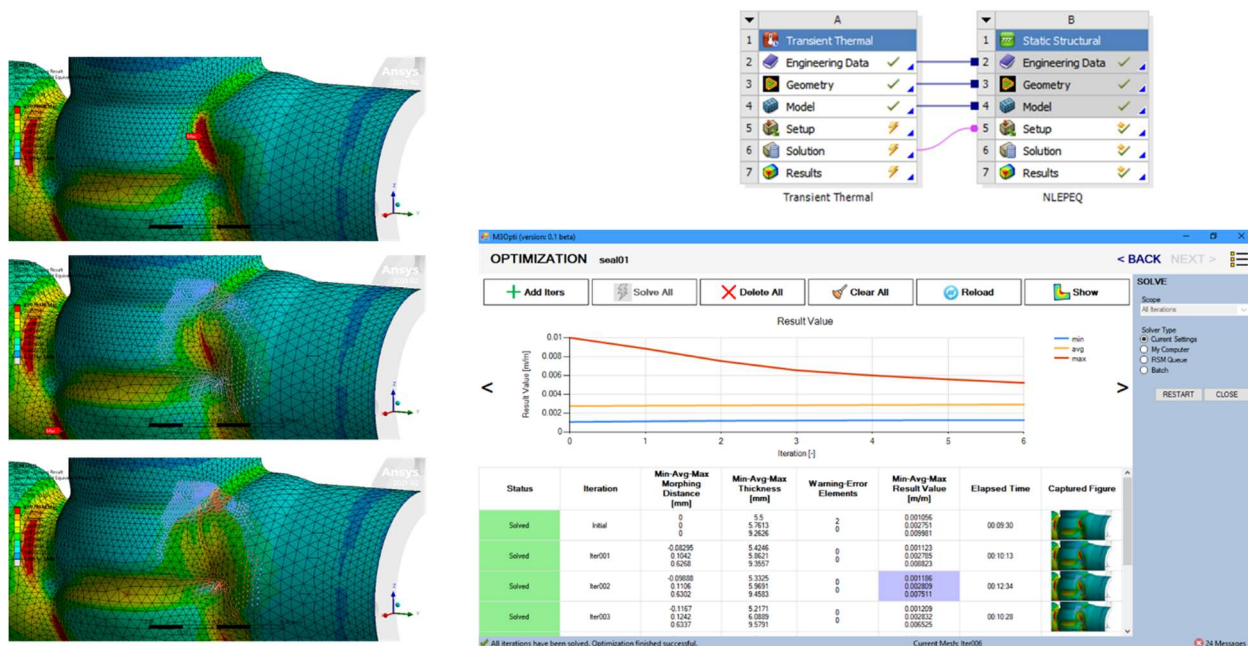 Ansys
Ansys
Ansys
A
1 Transient Thermal
2 Engineering Data
3 Geometry
4 Model
5 Setup
6 Solution
7 Results
Transient Thermal
B
1 Static Structural
2 Engineering Data
3 Geometry
4 Model
5 Setup
6 Solution
7 Results
NLEPEQ
M3Opti (version: 0.1 beta)
OPTIMIZATION seal01
< BACK NEXT >
Add Iters Solve All Delete All Clear All Reload Show
Result Value
Result Value [m/m]
0.01
0.008
0.006
0.004
0.002
0
0 1 2 3 4 5 6
Iteration [-]
min
avg
max
<
>
SOLVE
Scope
All Iterations
Solver Type
Current Settings
My Computer
RSM Queue
Batch
RESTART CLOSE
Status
Iteration
Min-Avg-Max
Morphing
Distance
[mm]
Min-Avg-Max
Thickness
[mm]
Warning-Error
Elements
Min-Avg-Max
Result Value
[m/m]
Elapsed Time
Captured Figure
Solved
Initial
0
0
0
5.5
5.7613
9.2626
2
0
0.001056
0.002751
0.009981
00:09:30
Solved
Iter001
-0.08295
0.1042
0.6268
5.4246
5.8621
9.3557
0
0
0.001123
0.002785
0.008823
00:10:13
Solved
Iter002
-0.09888
0.1106
0.6302
5.3325
5.9691
9.4583
0
0
0.001186
0.002809
0.007511
00:12:34
Solved
Iter003
-0.1167
0.1242
0.6337
5.2171
6.0889
9.5791
0
0
0.001209
0.002832
0.006525
00:10:28
All iterations have been solved. Optimization finished successful.
Current Mesh: Iter006
24 Messages